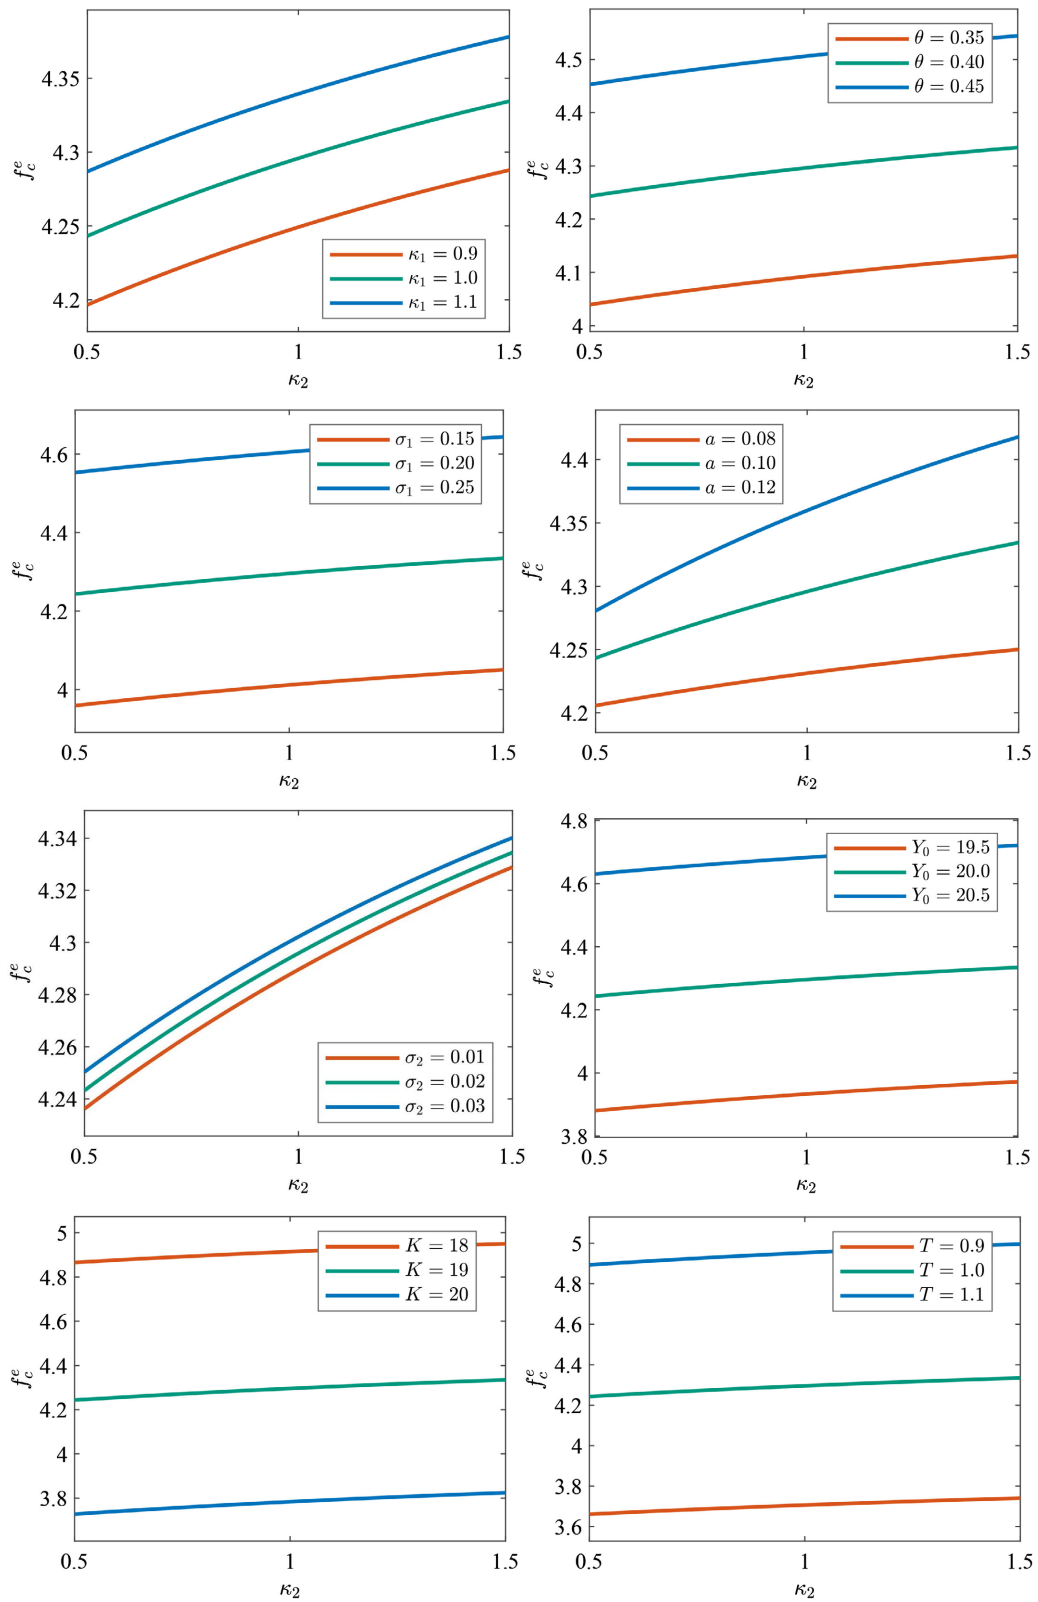 4.35
4.3
4.25
4.2
f_c^e
κ₁ = 0.9
κ₁ = 1.0
κ₁ = 1.1
0.5 1 1.5
κ₂
4.5
4.4
4.3
4.2
4.1
4
f_c^e
θ = 0.35
θ = 0.40
θ = 0.45
0.5 1 1.5
κ₂
4.6
4.4
4.2
4
f_c^e
σ₁ = 0.15
σ₁ = 0.20
σ₁ = 0.25
0.5 1 1.5
κ₂
4.4
4.35
4.3
4.25
4.2
f_c^e
a = 0.08
a = 0.10
a = 0.12
0.5 1 1.5
κ₂
4.34
4.32
4.3
4.28
4.26
4.24
f_c^e
σ₂ = 0.01
σ₂ = 0.02
σ₂ = 0.03
0.5 1 1.5
κ₂
4.8
4.6
4.4
4.2
4
3.8
f_c^e
Y₀ = 19.5
Y₀ = 20.0
Y₀ = 20.5
0.5 1 1.5
κ₂
5
4.8
4.6
4.4
4.2
4
3.8
f_c^e
K = 18
K = 19
K = 20
0.5 1 1.5
κ₂
5
4.8
4.6
4.4
4.2
4
3.8
3.6
f_c^e
T = 0.9
T = 1.0
T = 1.1
0.5 1 1.5
κ₂